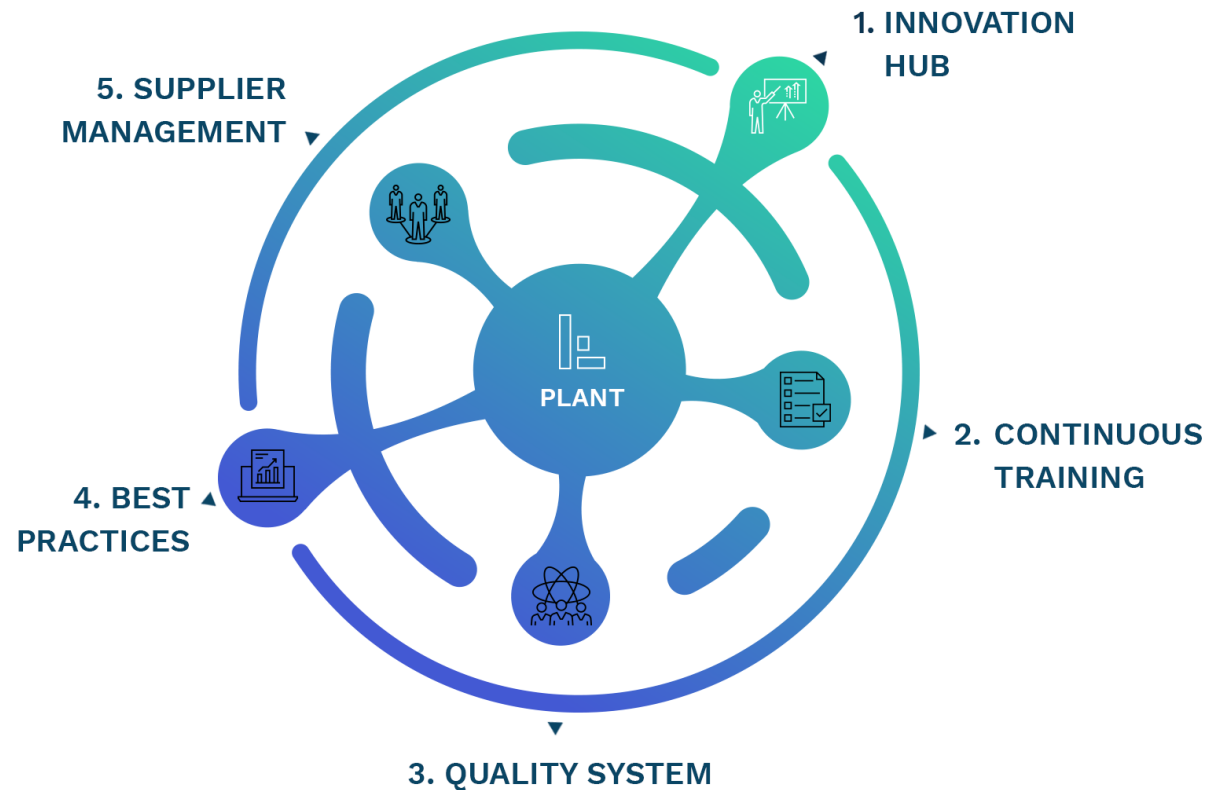 1. INNOVATION
HUB
5. SUPPLIER
MANAGEMENT
PLANT
2. CONTINUOUS
TRAINING
4. BEST
PRACTICES
3. QUALITY SYSTEM